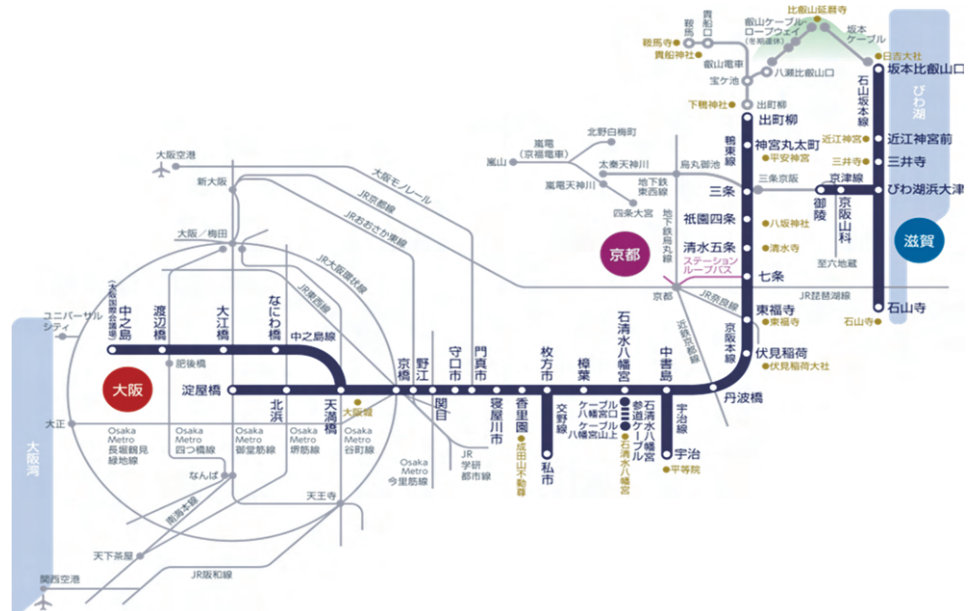 比叡山延暦寺
叡山ケーブル・
ロープウェイ
(冬期運休)
坂本
ケーブル
鞍馬
貴船口
鞍馬寺
貴船神社
叡山電車
日吉大社
坂本比叡山口
宝ケ池
八瀬比叡山口
石山坂本線
びわ湖
下鴨神社
出町柳
出町柳
鴨東線
神宮丸太町
平安神宮
近江神宮
近江神宮前
三井寺
三井寺
北野白梅町
嵐電
(京福電車)
嵐山
太秦天神川
烏丸御池
嵐電天神川
地下鉄
東西線
四条大宮
三条
三条京阪
京津線
びわ湖浜大津
御陵
京阪山科
至六地蔵
大阪空港
大阪モノレール
新大阪
JR京都線
JRおおさか東線
地下鉄烏丸線
祇園四条
八坂神社
京都
清水五条
清水寺
滋賀
ステーション
ループバス
七条
大阪/梅田
JR大阪環状線
JR東西線
京都
JR奈良線
JR琵琶湖線
東福寺
東福寺
石山寺
石山寺
近鉄京都線
京阪本線
伏見稲荷
伏見稲荷大社
ユニバーサル
シティ
(大阪国際会議場)
中之島
渡辺橋
大江橋
なにわ橋
中之島線
肥後橋
大阪
淀屋橋
北浜
天満橋
大阪城
京橋
野江
関目
守口市
門真市
寝屋川市
香里園
成田山不動尊
枚方市
交野線
私市
樟葉
石清水八幡宮
ケーブル
八幡宮口
ケーブル
八幡宮山上
石清水八幡宮
参道ケーブル
石清水八幡宮
中書島
宇治線
宇治
平等院
丹波橋
大正
Osaka
Metro
長堀鶴見
緑地線
Osaka
Metro
四つ橋線
Osaka
Metro
御堂筋線
Osaka
Metro
堺筋線
Osaka
Metro
谷町線
Osaka
Metro
今里筋線
JR
学研
都市線
大阪湾
なんば
天王寺
南海本線
天下茶屋
JR阪和線
関西空港